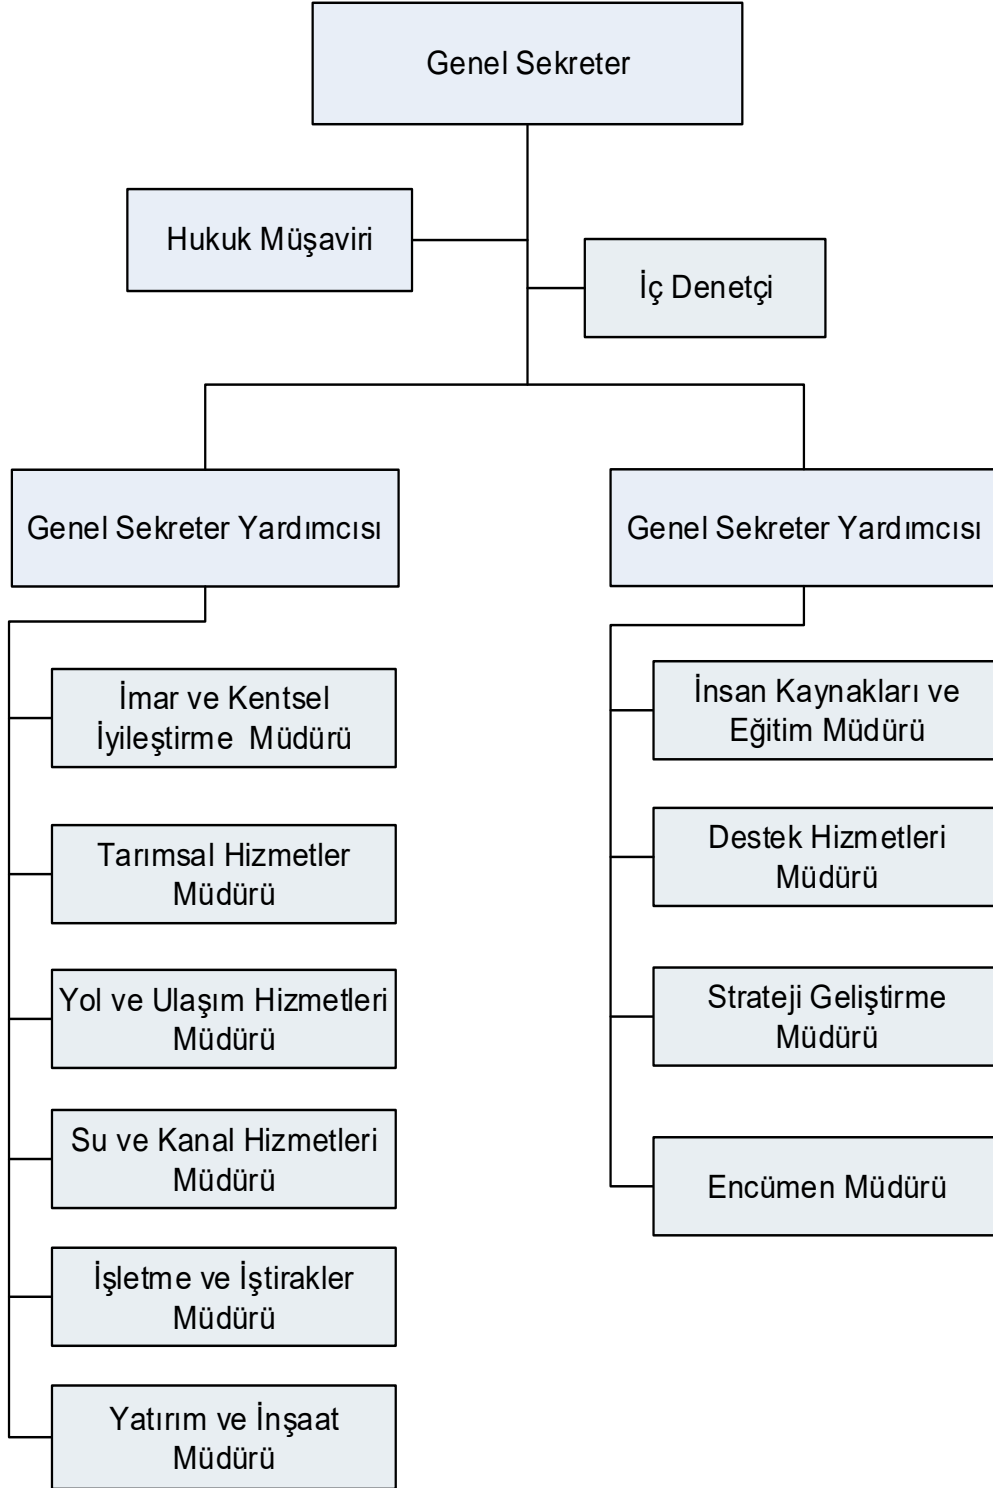 Genel Sekreter
Hukuk Müşaviri
İç Denetçi
Genel Sekreter Yardımcısı
Genel Sekreter Yardımcısı
İmar ve Kentsel
İyileştirme  Müdürü
Tarımsal Hizmetler
Müdürü
Yol ve Ulaşım Hizmetleri
Müdürü
Su ve Kanal Hizmetleri
Müdürü
İşletme ve İştirakler
Müdürü
Yatırım ve İnşaat
Müdürü
İnsan Kaynakları ve
Eğitim Müdürü
Destek Hizmetleri
Müdürü
Strateji Geliştirme
Müdürü
Encümen Müdürü